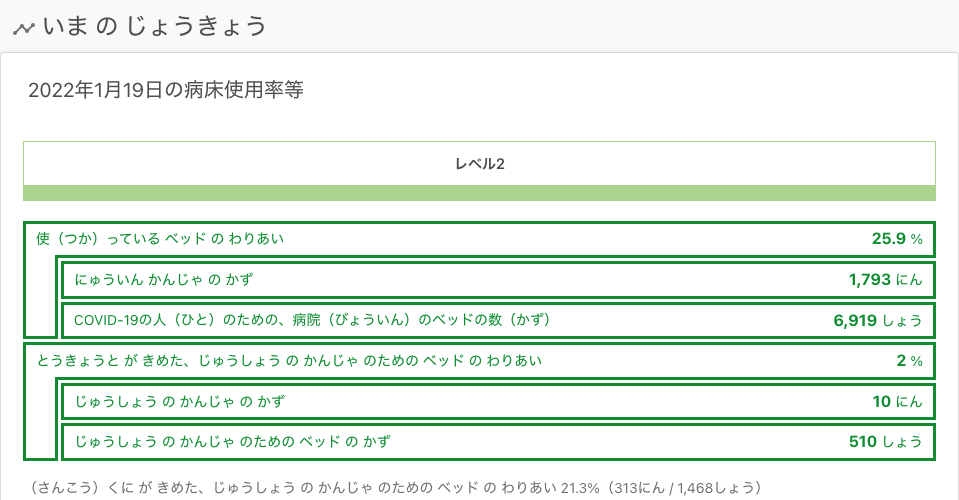 いま の じょうきょう
2022年1月19日の病床使用率等
レベル2
使（つか）っている ベッド の わりあい 25.9 %
にゅういん かんじゃ の かず 1,793 にん
COVID-19の人（ひと）のための、病院（びょういん）のベッドの数（かず） 6,919 しょう
とうきょうと が きめた、じゅうしょう の かんじゃ のための ベッド の わりあい 2 %
じゅうしょう の かんじゃ の かず 10 にん
じゅうしょう の かんじゃ のための ベッド の かず 510 しょう
（さんこう）くに が きめた、じゅうしょう の かんじゃ のための ベッド の わりあい 21.3%（313にん / 1,468しょう）